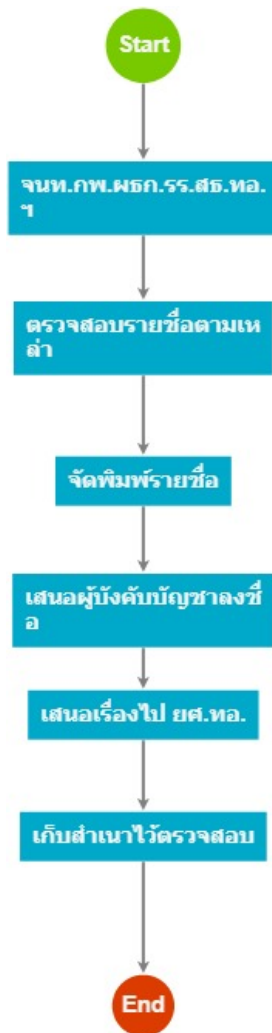 Start
จนท.กพ.ผธก.รร.สธ.ทอ.
ฯ
ตรวจสอบรายชื่อตามเห
ล่า
จัดพิมพ์รายชื่อ
เสนอผู้บังคับบัญชาลงชื่
อ
เสนอเรื่องไป ยศ.ทอ.
เก็บสำเนาไว้ตรวจสอบ
End